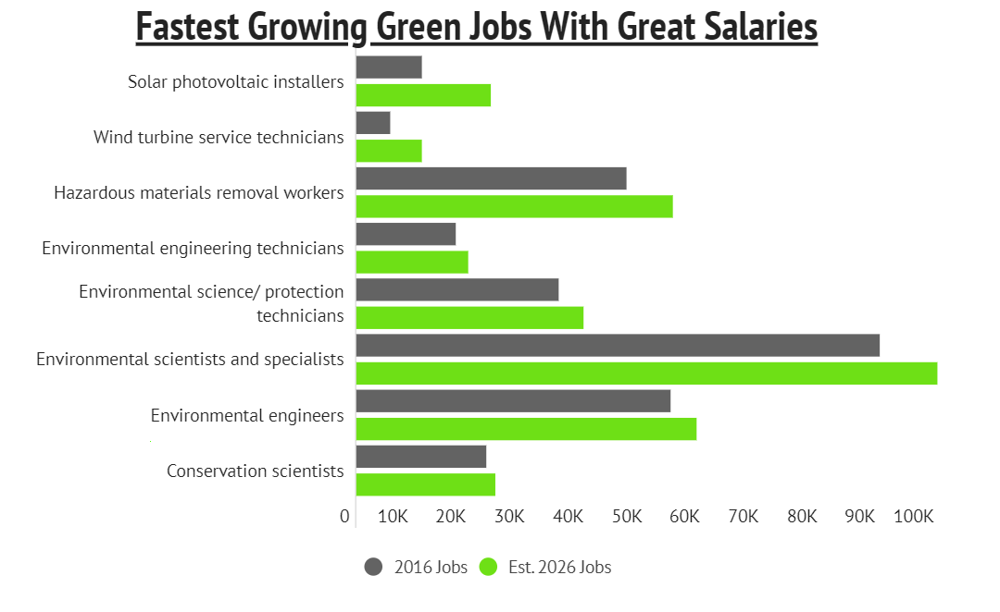 Fastest Growing Green Jobs With Great Salaries
Solar photovoltaic installers
Wind turbine service technicians
Hazardous materials removal workers
Environmental engineering technicians
Environmental science/ protection
technicians
Environmental scientists and specialists
Environmental engineers
Conservation scientists
0 10K 20K 30K 40K 50K 60K 70K 80K 90K 100K
2016 Jobs Est. 2026 Jobs